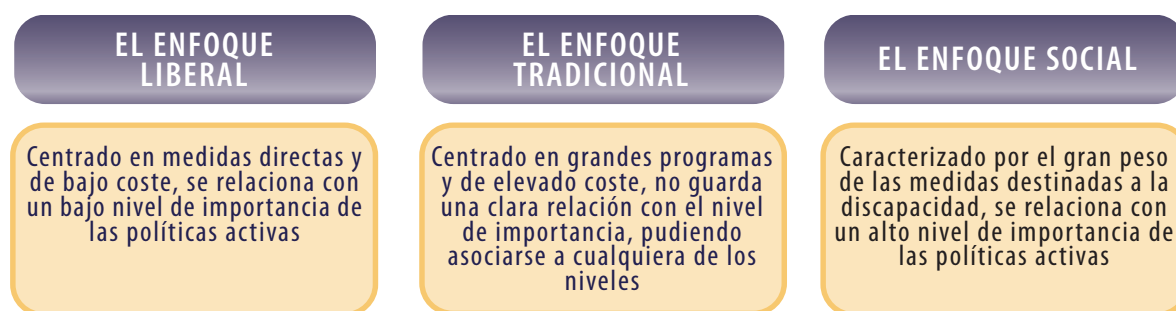 EL ENFOQUE
LIBERAL
Centrado en medidas directas y
de bajo coste, se relaciona con
un bajo nivel de importancia de
las políticas activas
EL ENFOQUE
TRADICIONAL
Centrado en grandes programas
y de elevado coste, no guarda
una clara relación con el nivel
de importancia, pudiendo
asociarse a cualquiera de los
niveles
EL ENFOQUE SOCIAL
Caracterizado por el gran peso
de las medidas destinadas a la
discapacidad, se relaciona con
un alto nivel de importancia de
las políticas activas